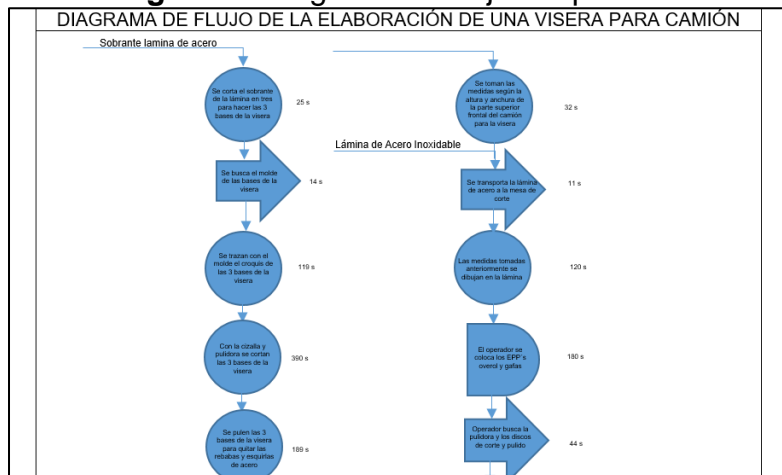 DIAGRAMA DE FLUJO DE LA ELABORACIÓN DE UNA VISERA PARA CAMIÓN
Sobrante lamina de acero
Se corta el sobrante
de la lámina en tres
para hacer las 3
bases de la visera
25 s
Se busca el molde
de las bases de la
visera
14 s
Se trazan con el
molde el croquis de
las 3 bases de la
visera
119 s
Con la cizalla y
pulidora se cortan
las 3 bases de la
visera
390 s
Se pulen las 3
bases de la visera
para quitar las
rebabas y esquirlas
de acero
189 s
Se toman las
medidas según la
altura y anchura de
la parte superior
frontal del camión
para la visera
32 s
Lámina de Acero Inoxidable
Se transporta la lámina
de acero a la mesa de
corte
11 s
Las medidas tomadas
anteriormente se
dibujan en la lámina
120 s
El operador se
coloca los EPP´s
overol y gafas
180 s
Operador busca la
pulidora y los discos
de corte y pulido
44 s